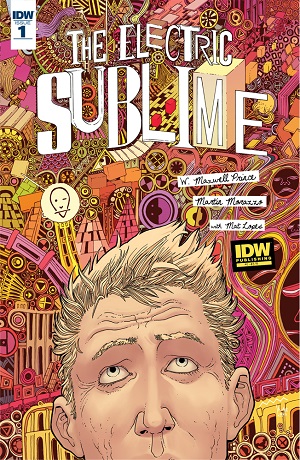 IDW
ISSUE
1
THE ELECTRIC
SUBLIME
W. Maxwell Prince
Martín Morazzo
with Mat Lopes
IDW
PUBLISHING